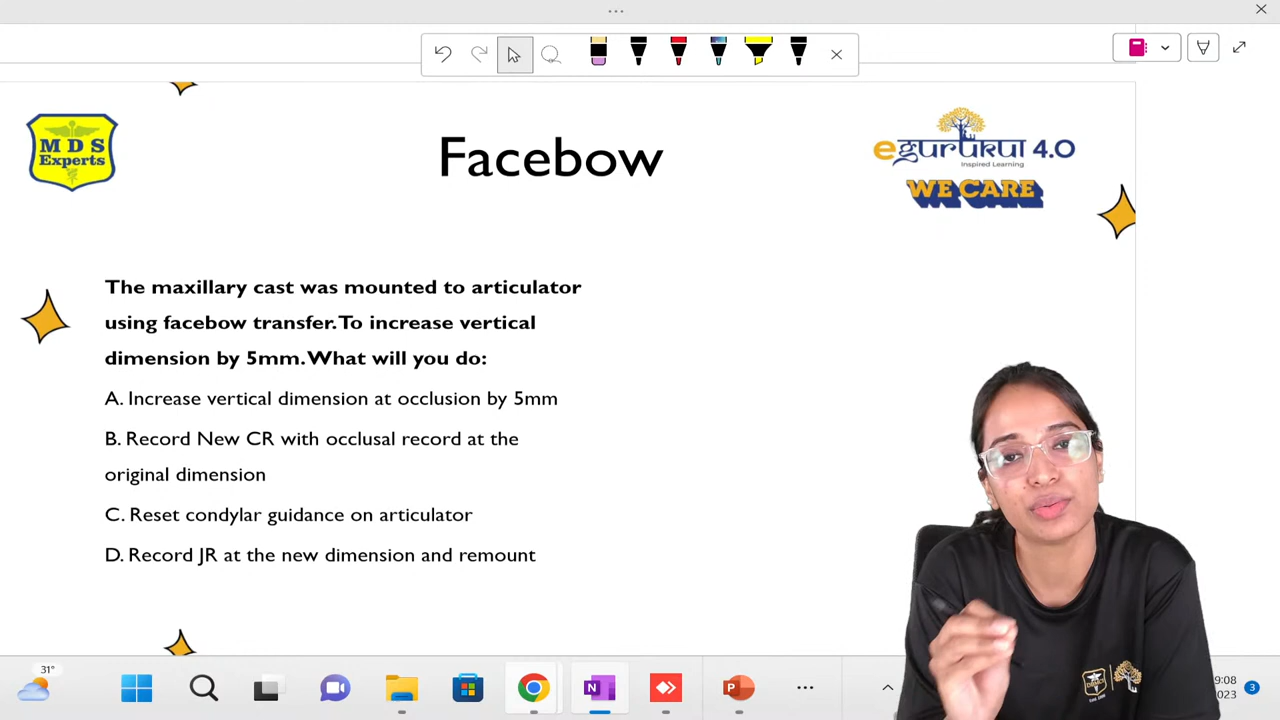 MDS
Experts
Facebow
egurukul 4.0
Inspired Learning
WE CARE
The maxillary cast was mounted to articulator
using facebow transfer.To increase vertical
dimension by 5mm.What will you do:
A. Increase vertical dimension at occlusion by 5mm
B. Record New CR with occlusal record at the
original dimension
C. Reset condylar guidance on articulator
D. Record JR at the new dimension and remount
31°
9:08
023
3